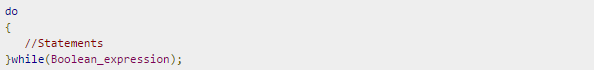 do
{
   //Statements
}while(Boolean_expression);